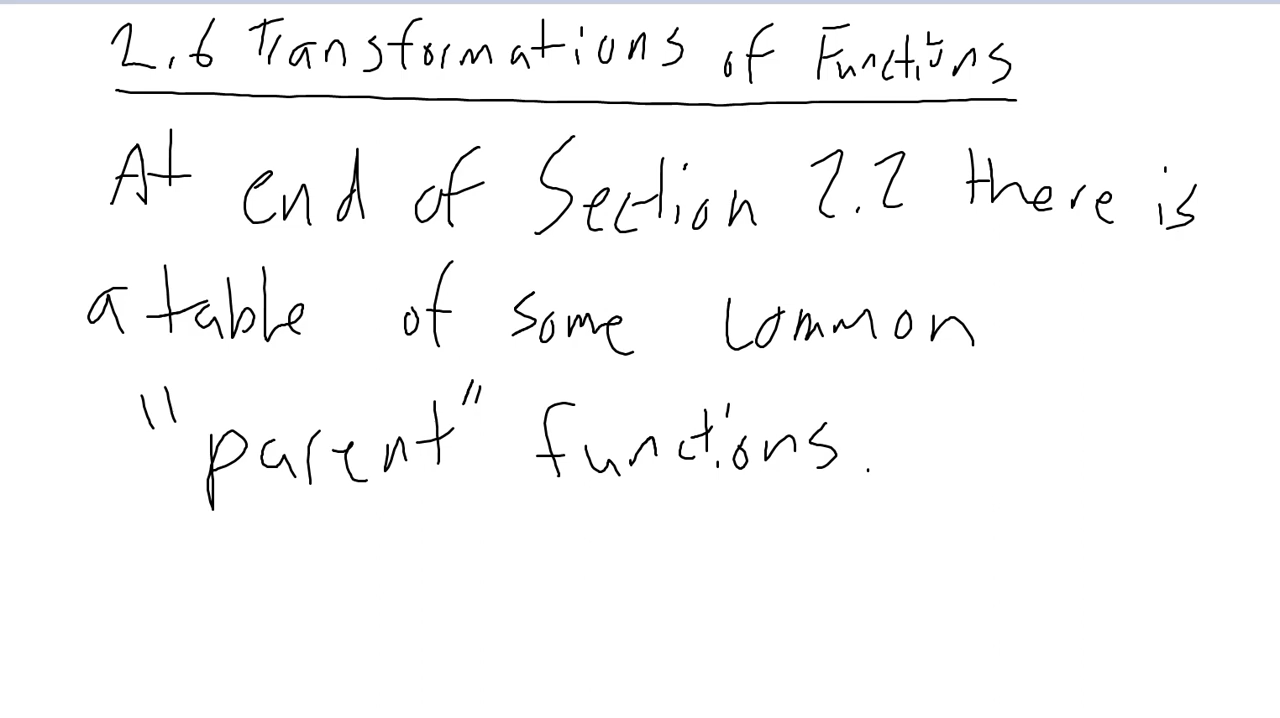 2.6 Transformations of Functions
At end of Section 2.2 there is
a table of some common
"parent" functions.